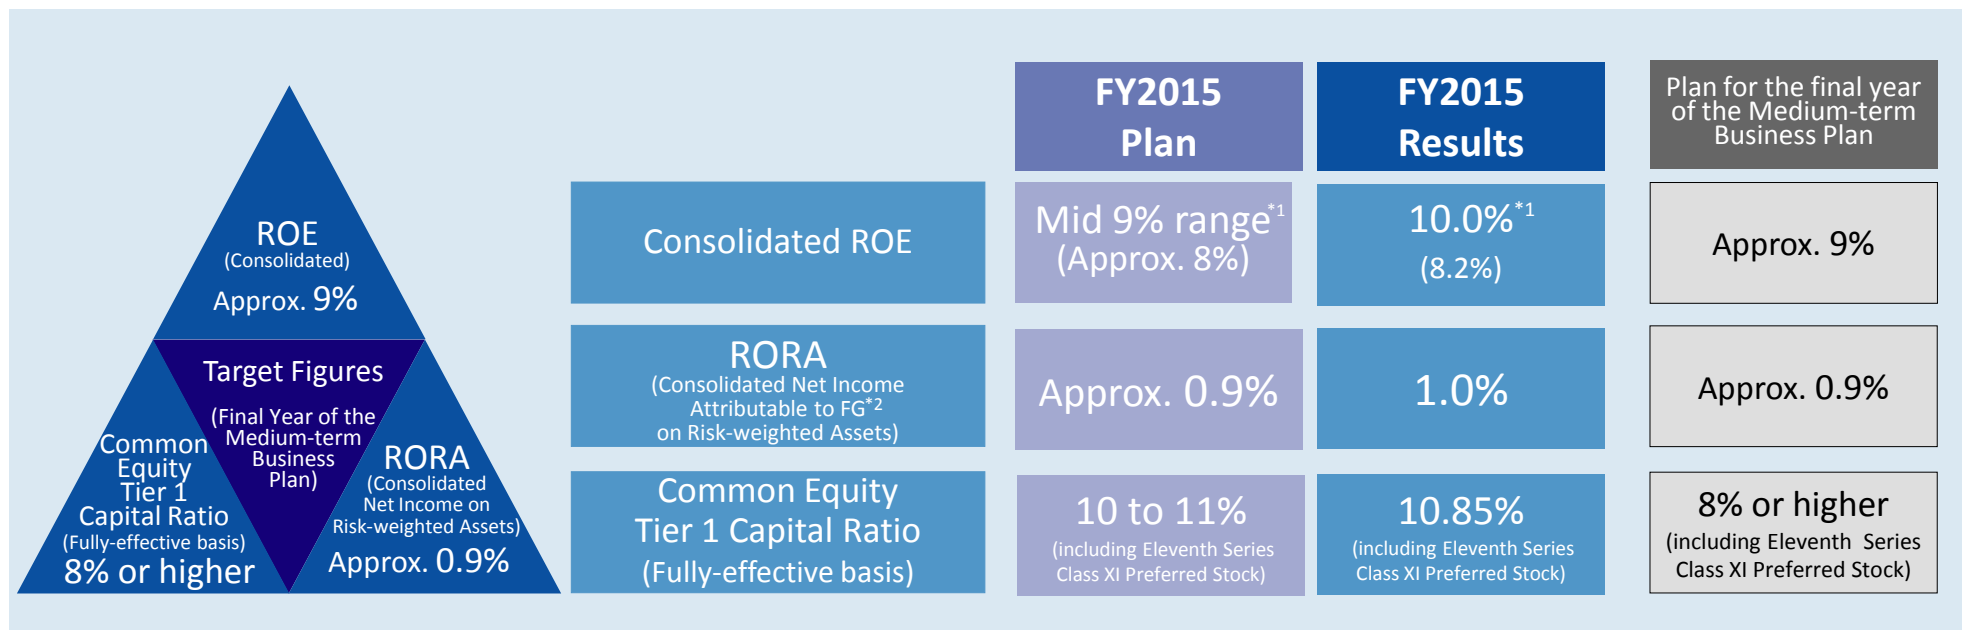 ROE
(Consolidated)
Approx. 9%
Target Figures
(Final Year of the
Medium-term
Business
Plan)
Common
Equity
Tier 1
Capital Ratio
(Fully-effective basis)
8% or higher
RORA
(Consolidated
Net Income on
Risk-weighted Assets)
Approx. 0.9%
FY2015
Plan
FY2015
Results
Plan for the final year
of the Medium-term
Business Plan
Consolidated ROE
Mid 9% range*1
(Approx. 8%)
10.0%*1
(8.2%)
Approx. 9%
RORA
(Consolidated Net Income
Attributable to FG*2
on Risk-weighted Assets)
Approx. 0.9%
1.0%
Approx. 0.9%
Common Equity
Tier 1 Capital Ratio
(Fully-effective basis)
10 to 11%
(including Eleventh Series
Class XI Preferred Stock)
10.85%
(including Eleventh Series
Class XI Preferred Stock)
8% or higher
(including Eleventh Series
Class XI Preferred Stock)